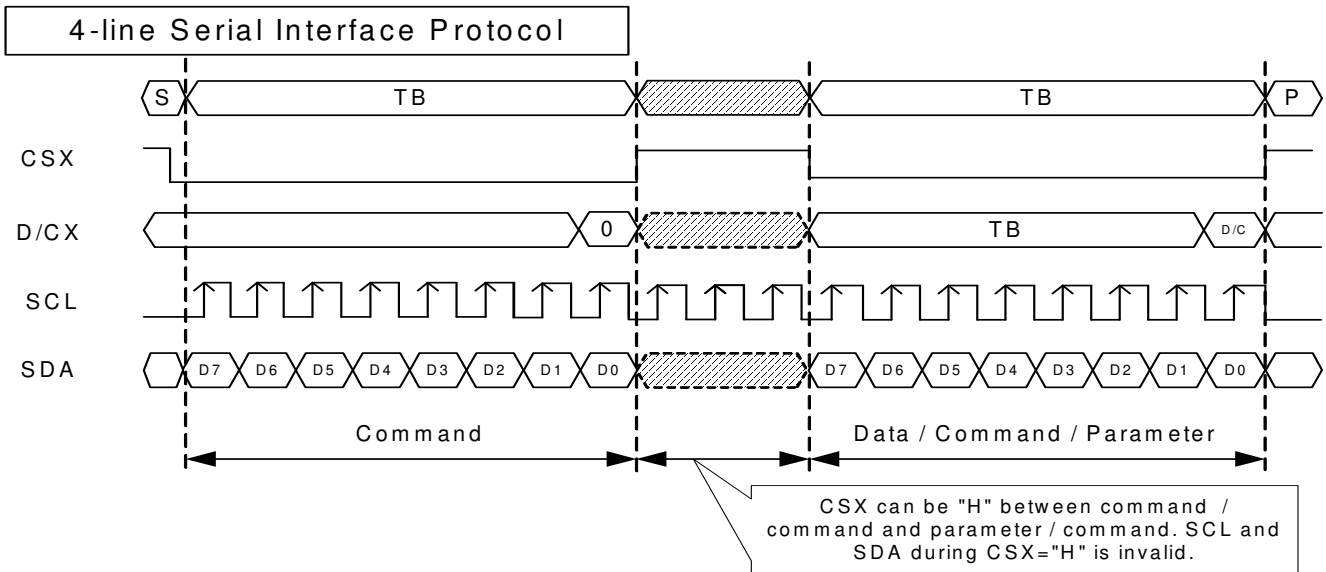 4-line Serial Interface Protocol
S TB TB P
CSX
D/CX 0 TB D/C
SCL
SDA D7 D6 D5 D4 D3 D2 D1 D0 D7 D6 D5 D4 D3 D2 D1 D0
Command Data / Command / Parameter
CSX can be "H" between command /
command and parameter / command. SCL and
SDA during CSX="H" is invalid.